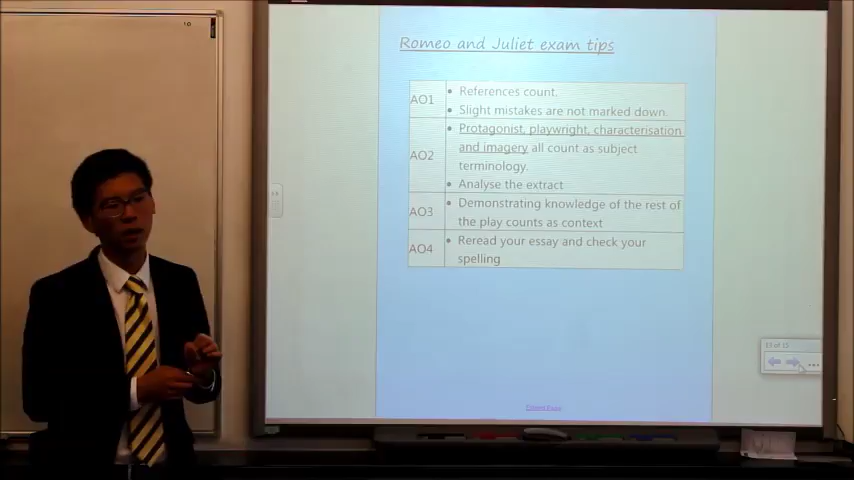 Romeo and Juliet exam tips
AO1
• References count.
• Slight mistakes are not marked down.
AO2
• Protagonist, playwright, characterisation
and imagery all count as subject
terminology.
• Analyse the extract
AO3
• Demonstrating knowledge of the rest of
the play counts as context
AO4
• Reread your essay and check your
spelling